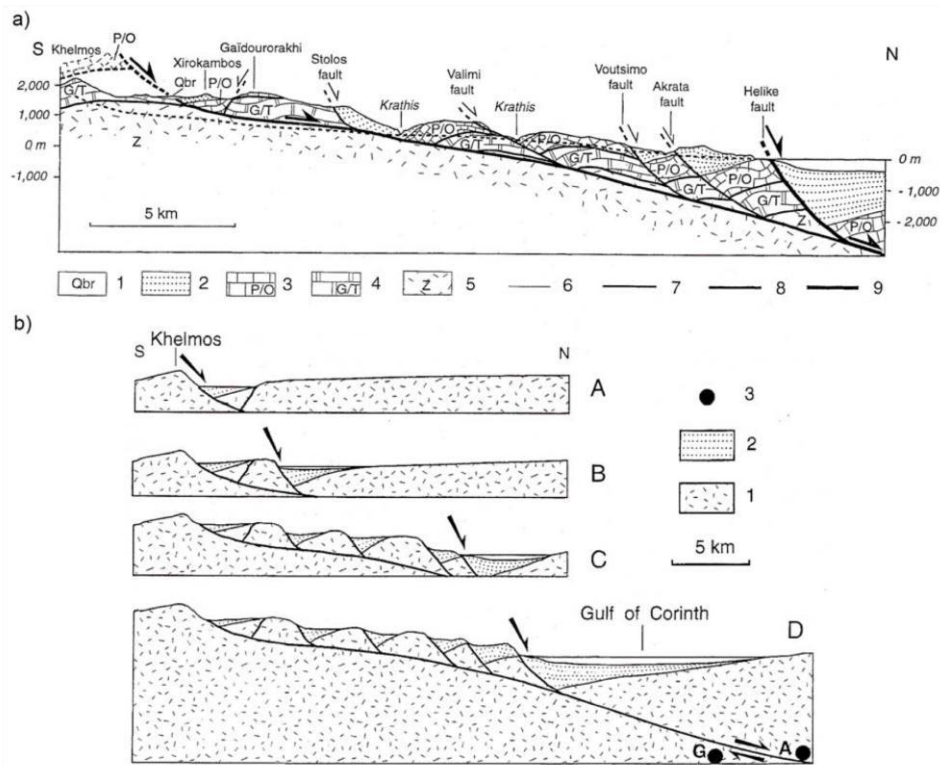 a)
S
N
Khelmos
P/O
Xirokambos
Qbr
P/O
Gaïdourorakhi
Stolos
fault
Krathis
Valimi
fault
Krathis
Voutsimo
fault
Akrata
fault
Helike
fault
2,000
1,000
0 m
-1,000
0 m
- 1,000
- 2,000
G/T
G/T
P/O
G/T
P/O
G/T
P/O
G/T
P/O
G/T
Z
P/O
Z
5 km
Qbr 1
2
P/O 3
G/T 4
Z 5
6
7
8
9
b)
Khelmos
S
N
A
B
C
3
2
1
5 km
Gulf of Corinth
D
G
A